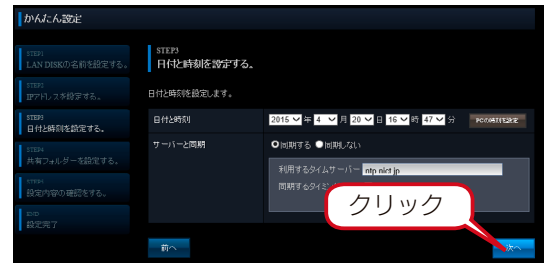 かんたん設定
STEP1
LAN DISKの名前を設定する。
STEP2
IPアドレスを設定する。
STEP3
日付と時刻を設定する。
STEP4
共有フォルダーを設定する。
STEP5
設定内容の確認をする。
END
設定完了
STEP3
日付と時刻を設定する。
日付と時刻を設定します。
日付と時刻
2015 年 4 月 20 日 16 時 47 分
PCの時刻を設定
サーバーと同期
同期する 同期しない
利用するタイムサーバー ntp.nict.jp
同期するタイミ
クリック
前へ
次へ